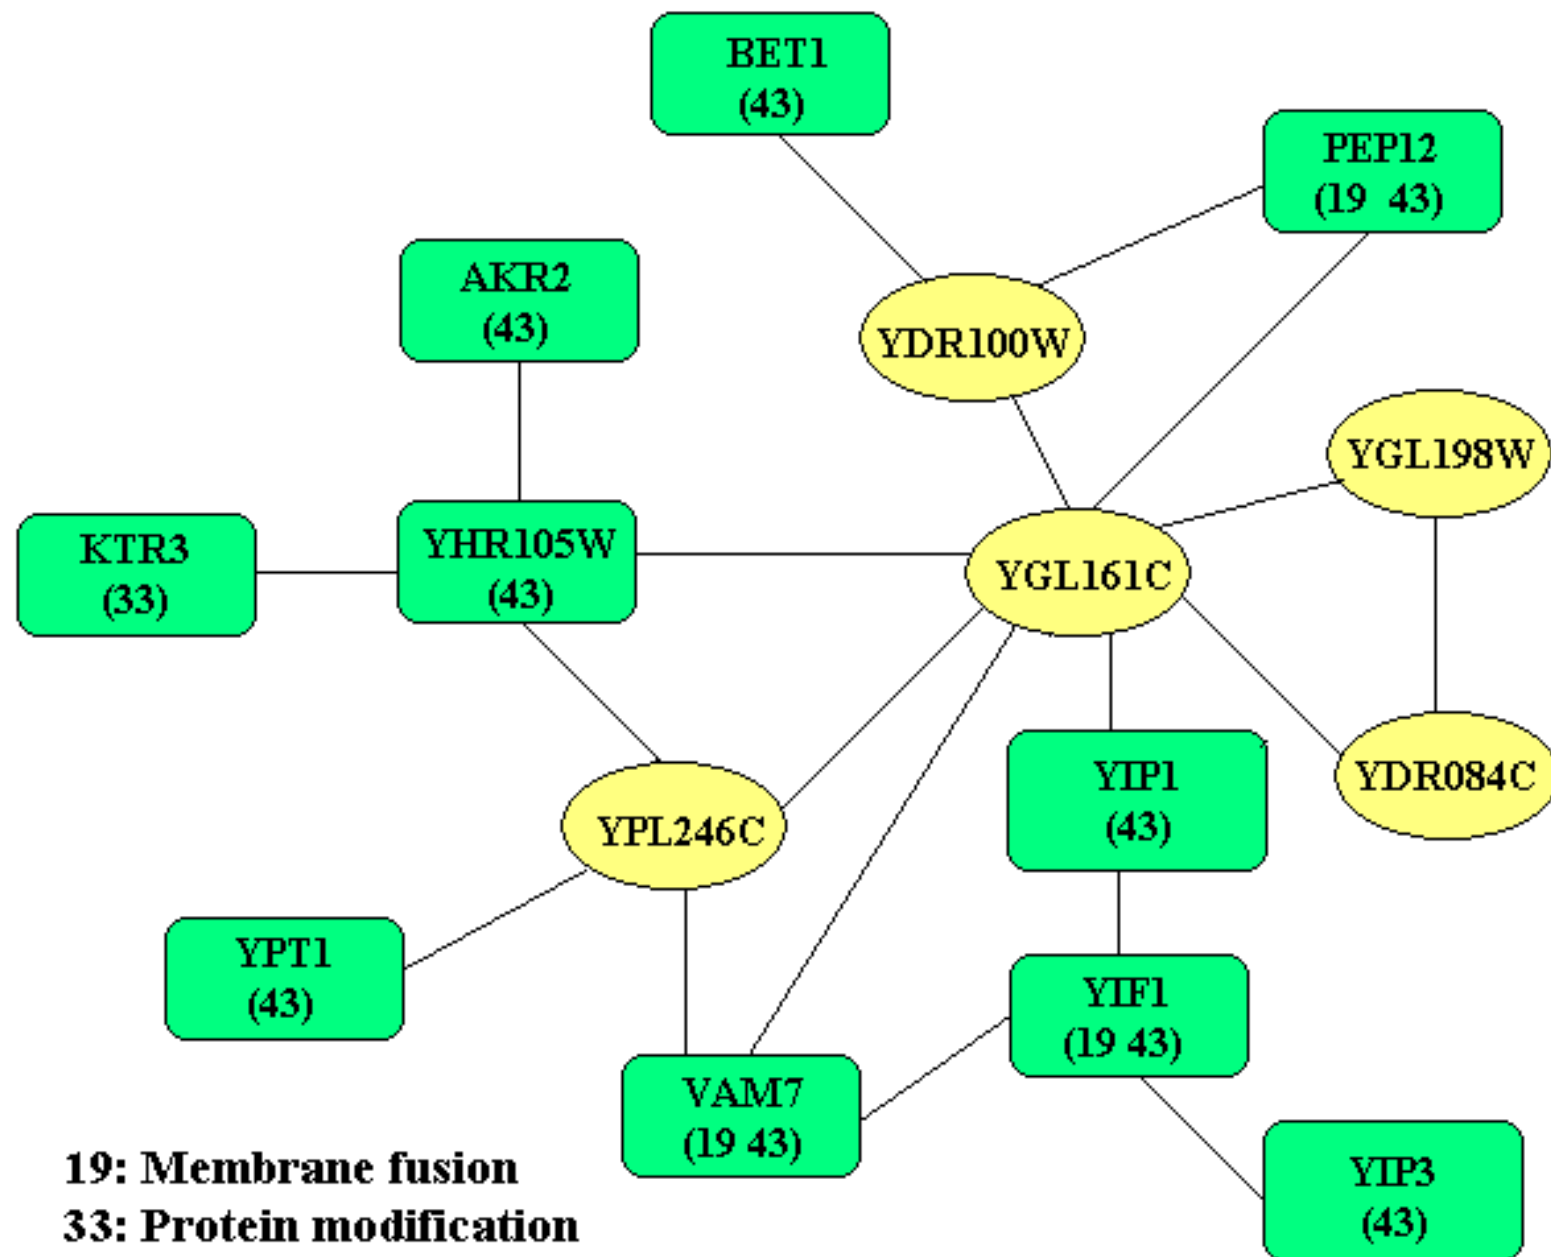 BET1
(43)
PEP12
(19 43)
AKR2
(43)
YDR100W
YGL198W
KTR3
(33)
YHR105W
(43)
YGL161C
YIP1
(43)
YDR084C
YPL246C
YPT1
(43)
YIF1
(19 43)
VAM7
(19 43)
YIP3
(43)
19: Membrane fusion
33: Protein modification